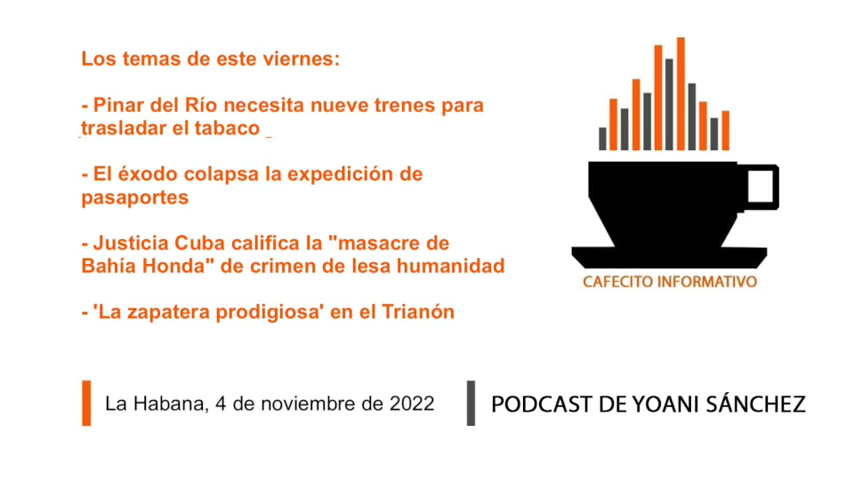 Los temas de este viernes:
- Pinar del Río necesita nueve trenes para
trasladar el tabaco
- El éxodo colapsa la expedición de
pasaportes
- Justicia Cuba califica la "masacre de
Bahía Honda" de crimen de lesa humanidad
- 'La zapatera prodigiosa' en el Trianón
CAFECITO INFORMATIVO
La Habana, 4 de noviembre de 2022
PODCAST DE YOANI SÁNCHEZ